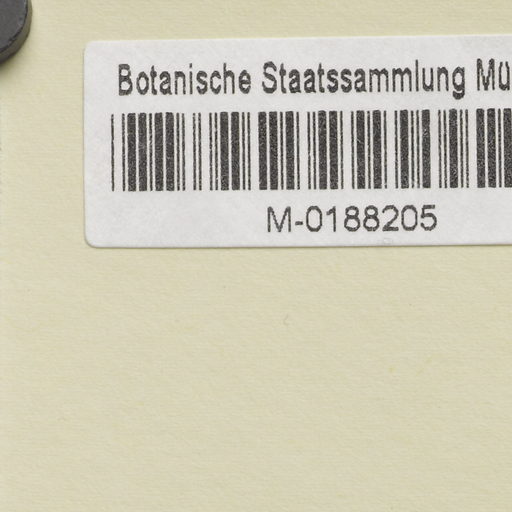 Botanische Staatssammlung Mü
M-0188205